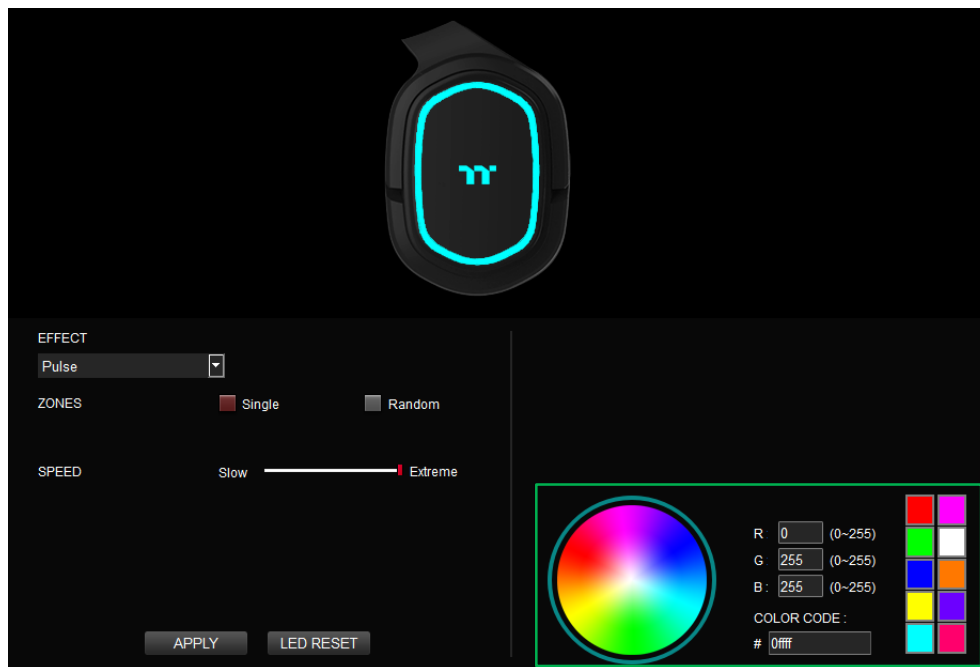 EFFECT
Pulse
ZONES Single Random
SPEED Slow Extreme
APPLY LED RESET
R 0 (0~255)
G 255 (0~255)
B : 255 (0~255)
COLOR CODE :
# 0ffff